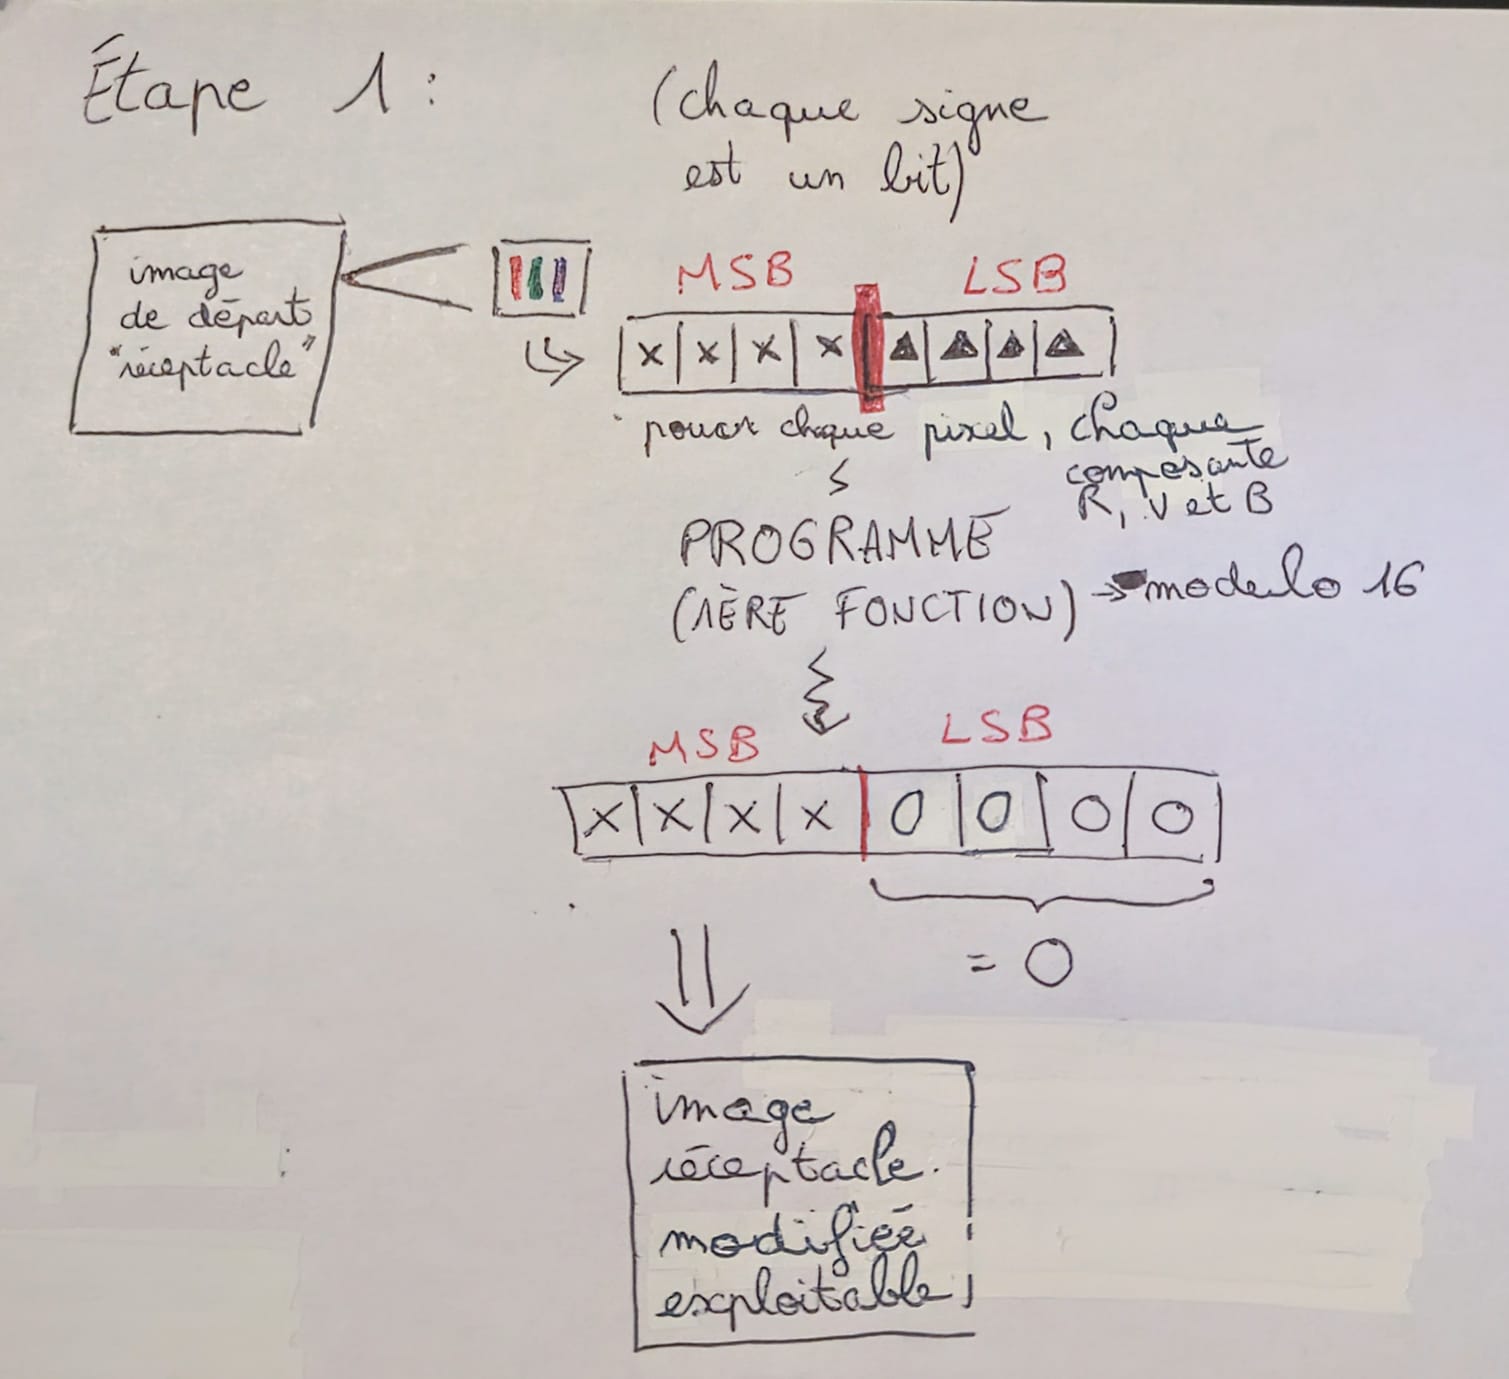 Étape 1 :
(chaque signe
est un bit)
image
de départ
"réceptacle"
MSB LSB
x x x x
pour chaque pixel, chaque
composante
R, V et B
PROGRAMME
(1ÈRE FONCTION) → modulo 16
MSB LSB
X X X X 0 0 0 0
= 0
image
réceptacle.
modifiée
exploitable